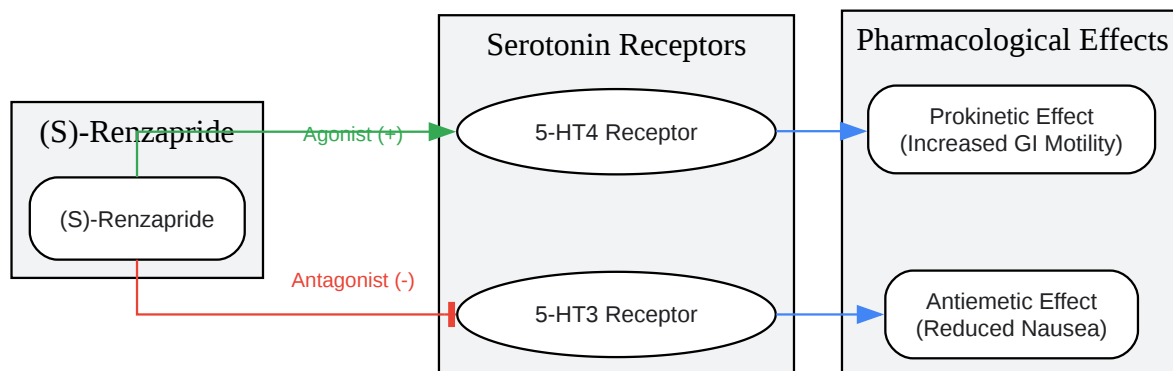 (S)-Renzapride
(S)-Renzapride
Agonist (+)
Antagonist (-)
Serotonin Receptors
5-HT4 Receptor
5-HT3 Receptor
Pharmacological Effects
Prokinetic Effect
(Increased GI Motility)
Antiemetic Effect
(Reduced Nausea)